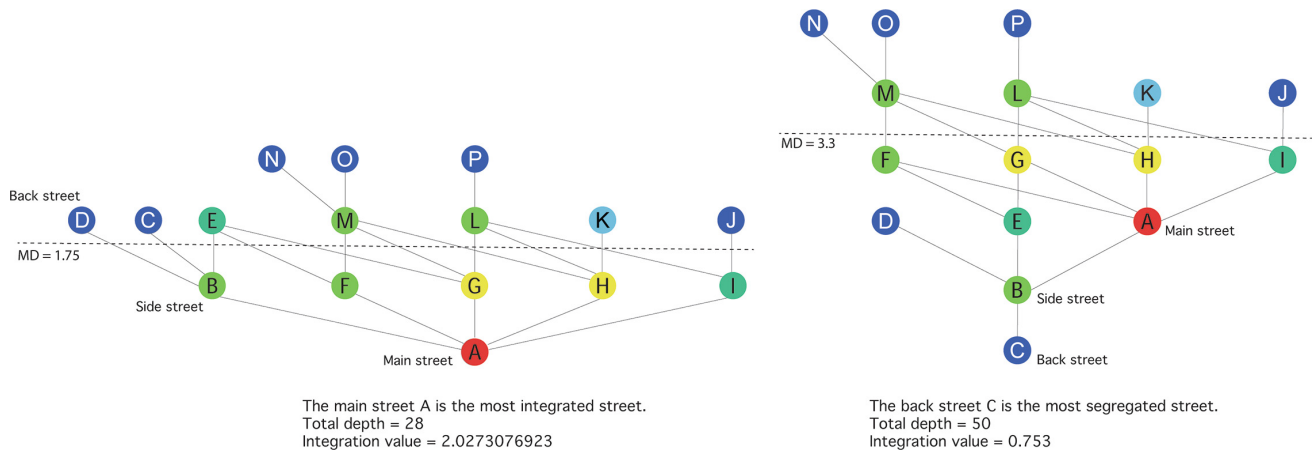 N O P
Back street
D C E M L K J
MD = 1.75
B F G H I
Side street
A
Main street
The main street A is the most integrated street.
Total depth = 28
Integration value = 2.0273076923
N O P
M L K J
MD = 3.3
F G H I
D E A
Main street
B
Side street
C
Back street
The back street C is the most segregated street.
Total depth = 50
Integration value = 0.753